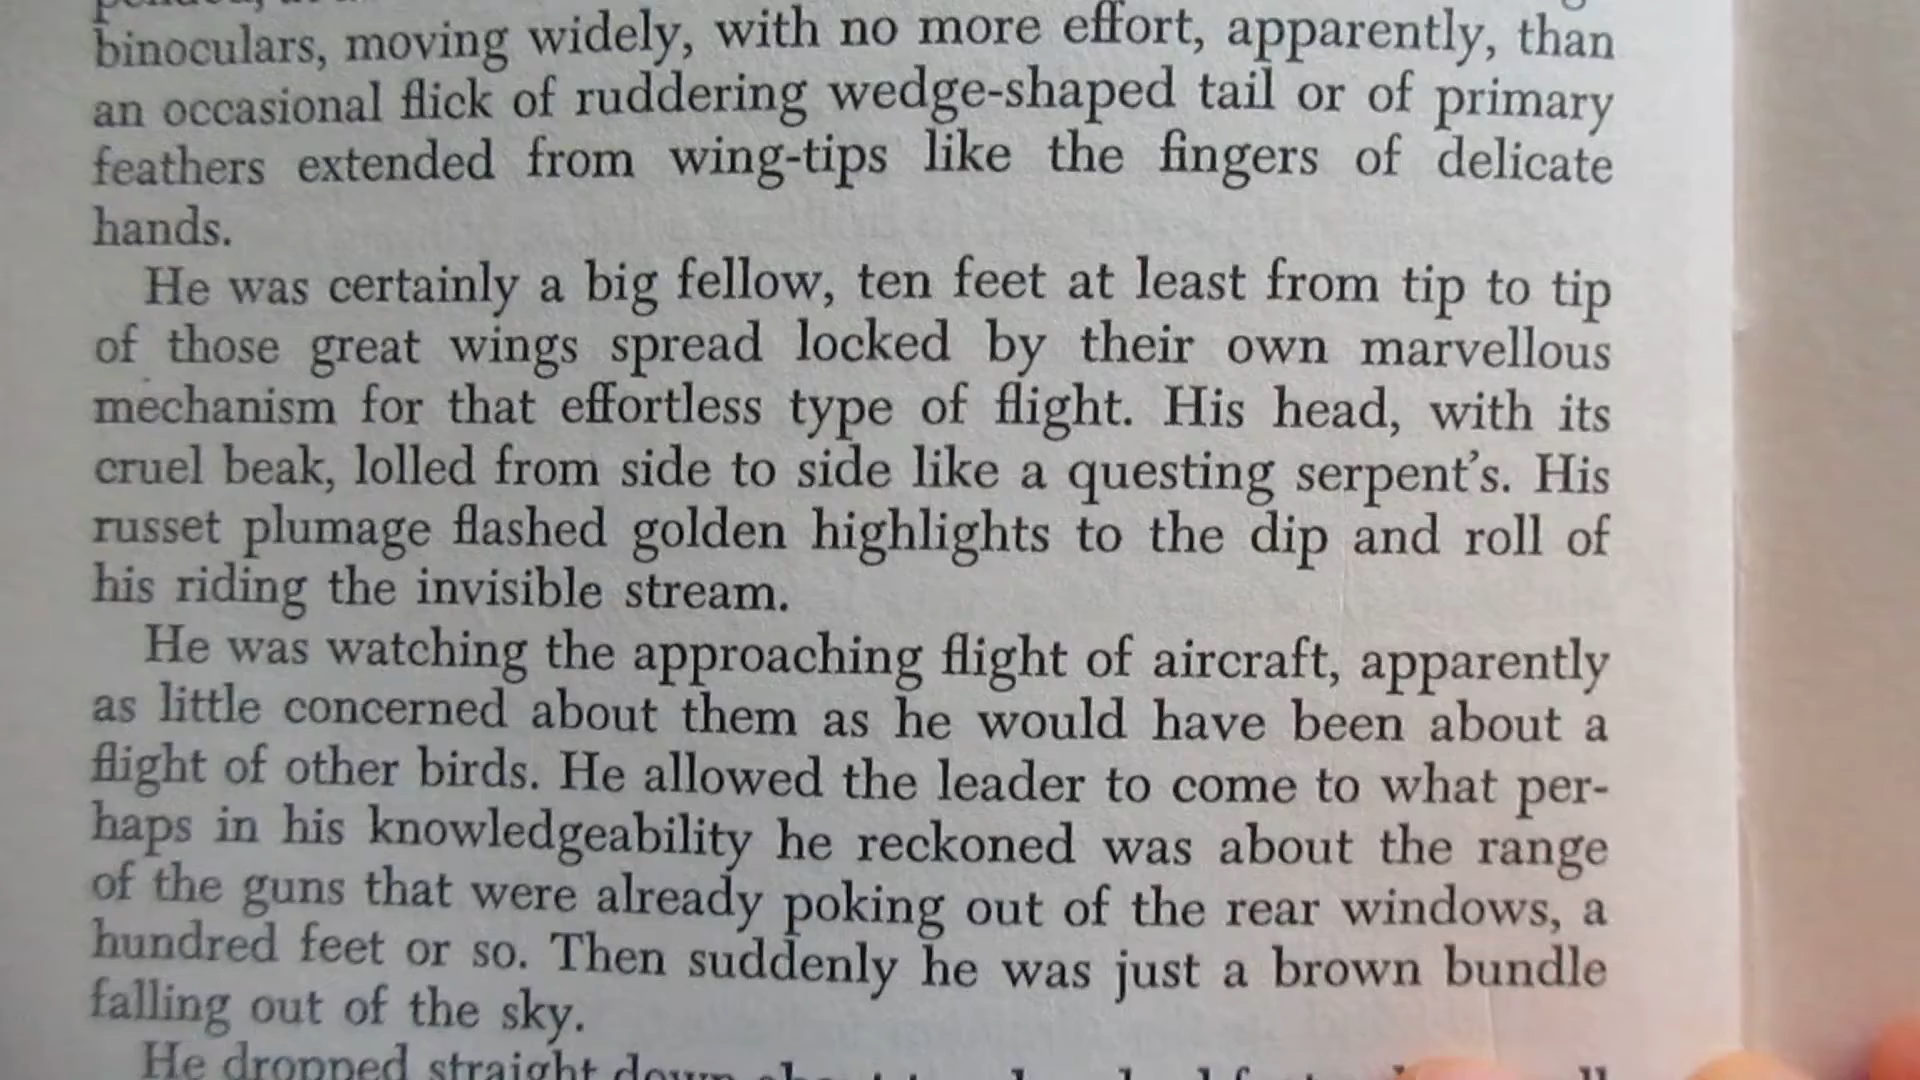 binoculars, moving widely, with no more effort, apparently, than
an occasional flick of ruddering wedge-shaped tail or of primary
feathers extended from wing-tips like the fingers of delicate
hands.
He was certainly a big fellow, ten feet at least from tip to tip
of those great wings spread locked by their own marvellous
mechanism for that effortless type of flight. His head, with its
cruel beak, lolled from side to side like a questing serpent's. His
russet plumage flashed golden highlights to the dip and roll of
his riding the invisible stream.
He was watching the approaching flight of aircraft, apparently
as little concerned about them as he would have been about a
flight of other birds. He allowed the leader to come to what per-
haps in his knowledgeability he reckoned was about the range
of the guns that were already poking out of the rear windows, a
hundred feet or so. Then suddenly he was just a brown bundle
falling out of the sky.
He dropped straight down